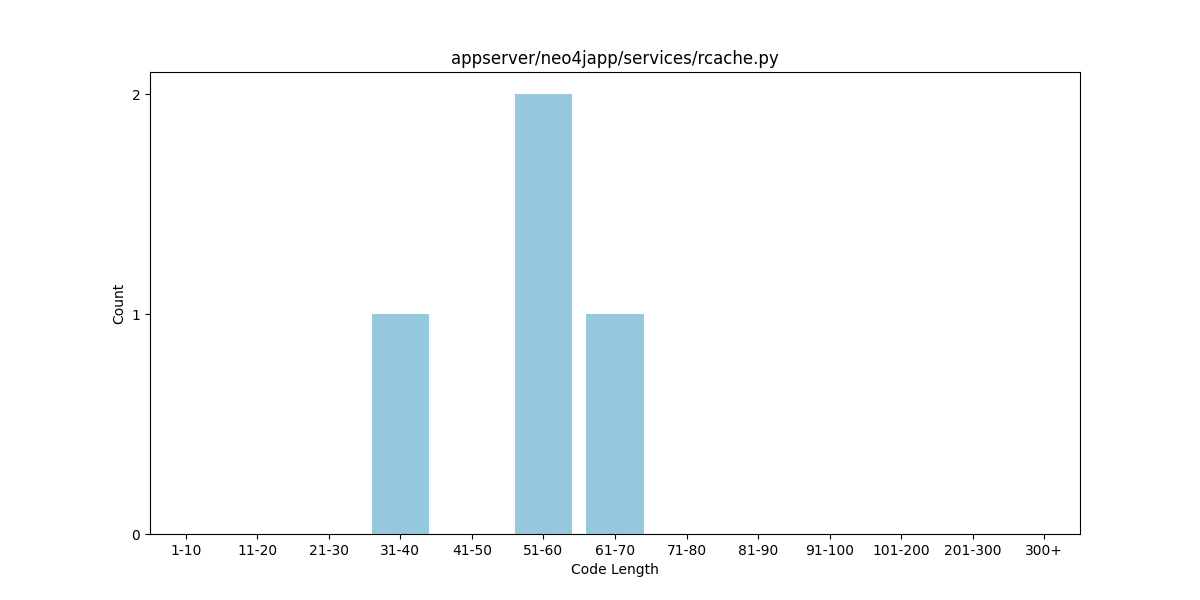 appserver/neo4japp/services/rcache.py
Count
2
1
0
1-10 11-20 21-30 31-40 41-50 51-60 61-70 71-80 81-90 91-100 101-200 201-300 300+
Code Length